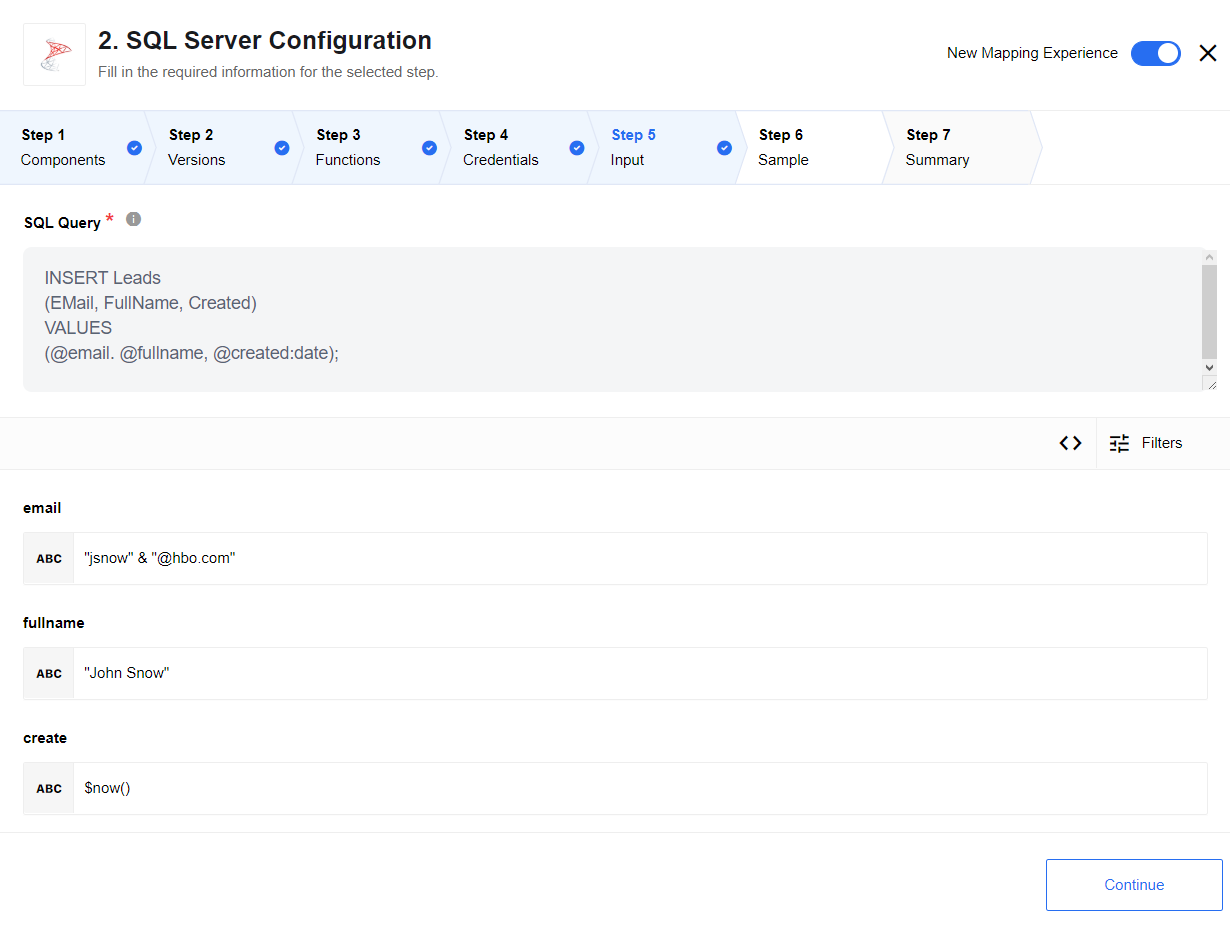 2. SQL Server Configuration
Fill in the required information for the selected step.
New Mapping Experience
Step 1
Components
Step 2
Versions
Step 3
Functions
Step 4
Credentials
Step 5
Input
Step 6
Sample
Step 7
Summary
SQL Query *
INSERT Leads
(EMail, FullName, Created)
VALUES
(@email. @fullname, @created:date);
Filters
email
ABC "jsnow" & "@hbo.com"
fullname
ABC "John Snow"
create
ABC $now()
Continue